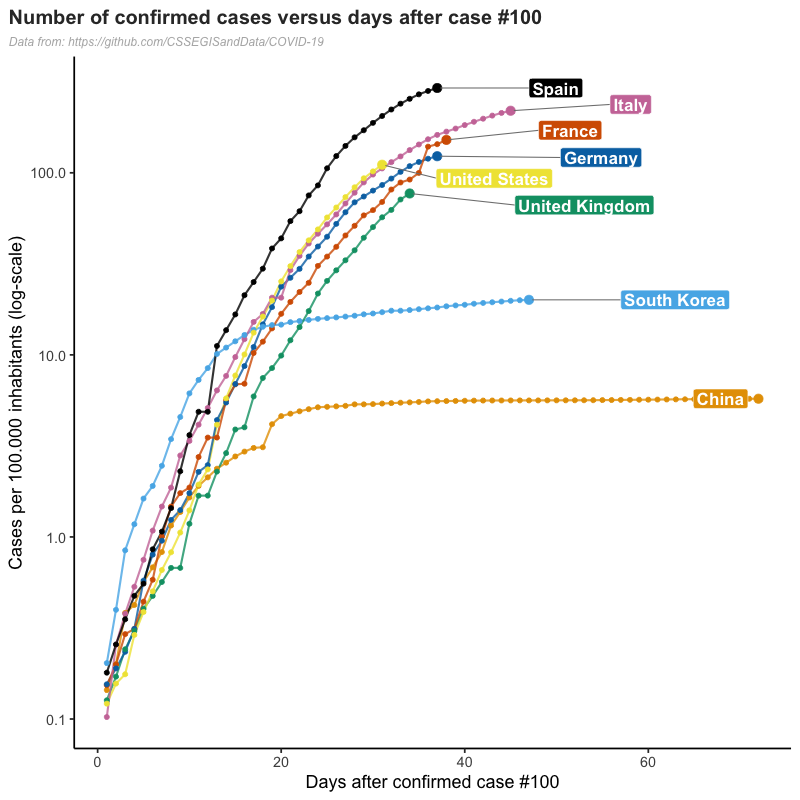 Number of confirmed cases versus days after case #100
Data from: https://github.com/CSSEGISandData/COVID-19
Cases per 100.000 inhabitants (log-scale)
100.0
10.0
1.0
0.1
Spain
Italy
France
Germany
United States
United Kingdom
South Korea
China
0
20
40
60
Days after confirmed case #100